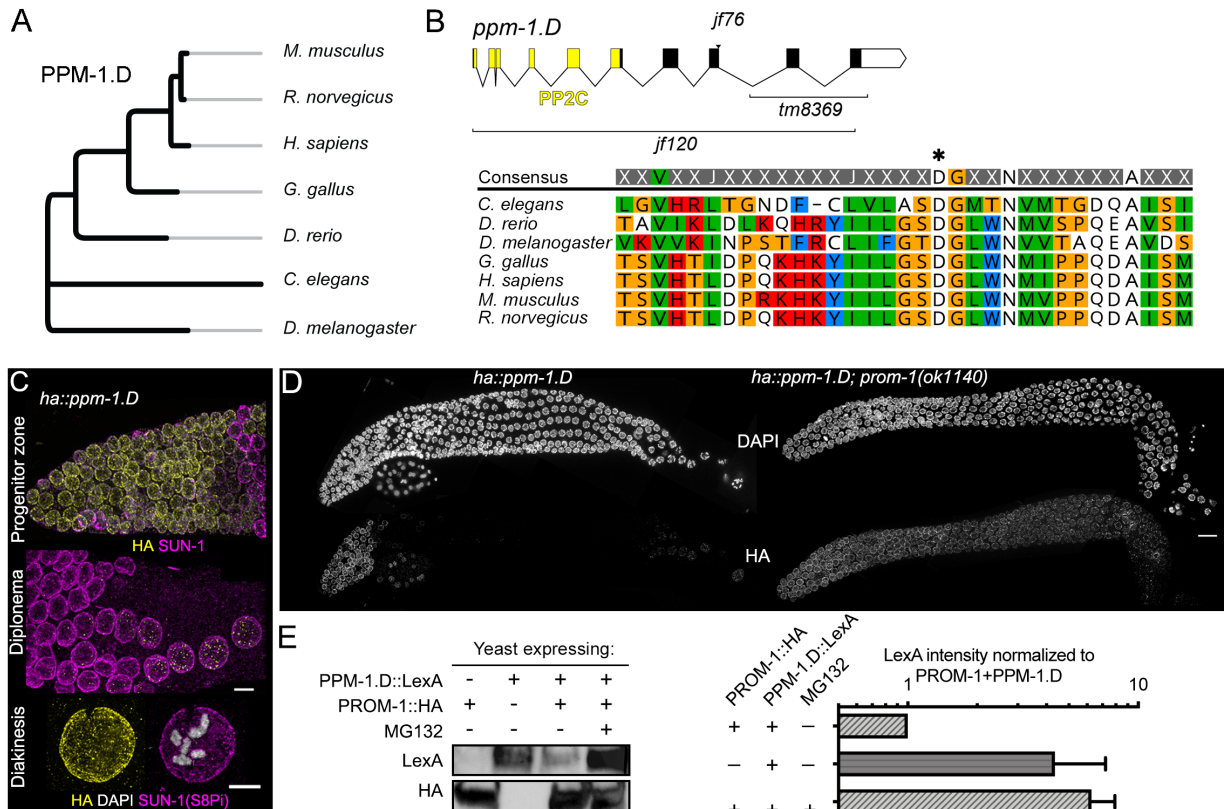 A
PPM-1.D
M. musculus
R. norvegicus
H. sapiens
G. gallus
D. rerio
C. elegans
D. melanogaster
B
ppm-1.D
jf76
PP2C
tm8369
jf120
*
Consensus X X V X X J X X X X X X X J X X X X D G X X N X X X X X X A X X X
C. elegans L G V H R L T G N D F - C L V L A S D G M T N V M T G D Q A I S I
D. rerio T A V I K L D L K Q H R Y I I L G S D G L W N M V S P Q E A V S I
D. melanogaster V K V V K I N P S T F R C L I F G T D G L W N V V T A Q E A V D S
G. gallus T S V H T I D P Q K H K Y I I L G S D G L W N M I P P Q D A I S M
H. sapiens T S V H T L D P Q K H K Y I I L G S D G L W N M I P P Q D A I S M
M. musculus T S V H T L D P R K H K Y I I L G S D G L W N M V P P Q D A I S M
R. norvegicus T S V H T L D P Q K H K Y I I L G S D G L W N M V P P Q D A I S M
C
ha::ppm-1.D
Progenitor zone
HA SUN-1
Diplonema
Diakinesis
HA DAPI SUN-1(S8Pi)
D
ha::ppm-1.D
ha::ppm-1.D; prom-1(ok1140)
DAPI
HA
E
Yeast expressing:
PPM-1.D::LexA - + + +
PROM-1::HA + - + +
MG132 - - - +
LexA
HA
PROM-1::HA
PPM-1.D::LexA
MG132
LexA intensity normalized to
PROM-1+PPM-1.D
1 10
+ + −
− + −
+ + +